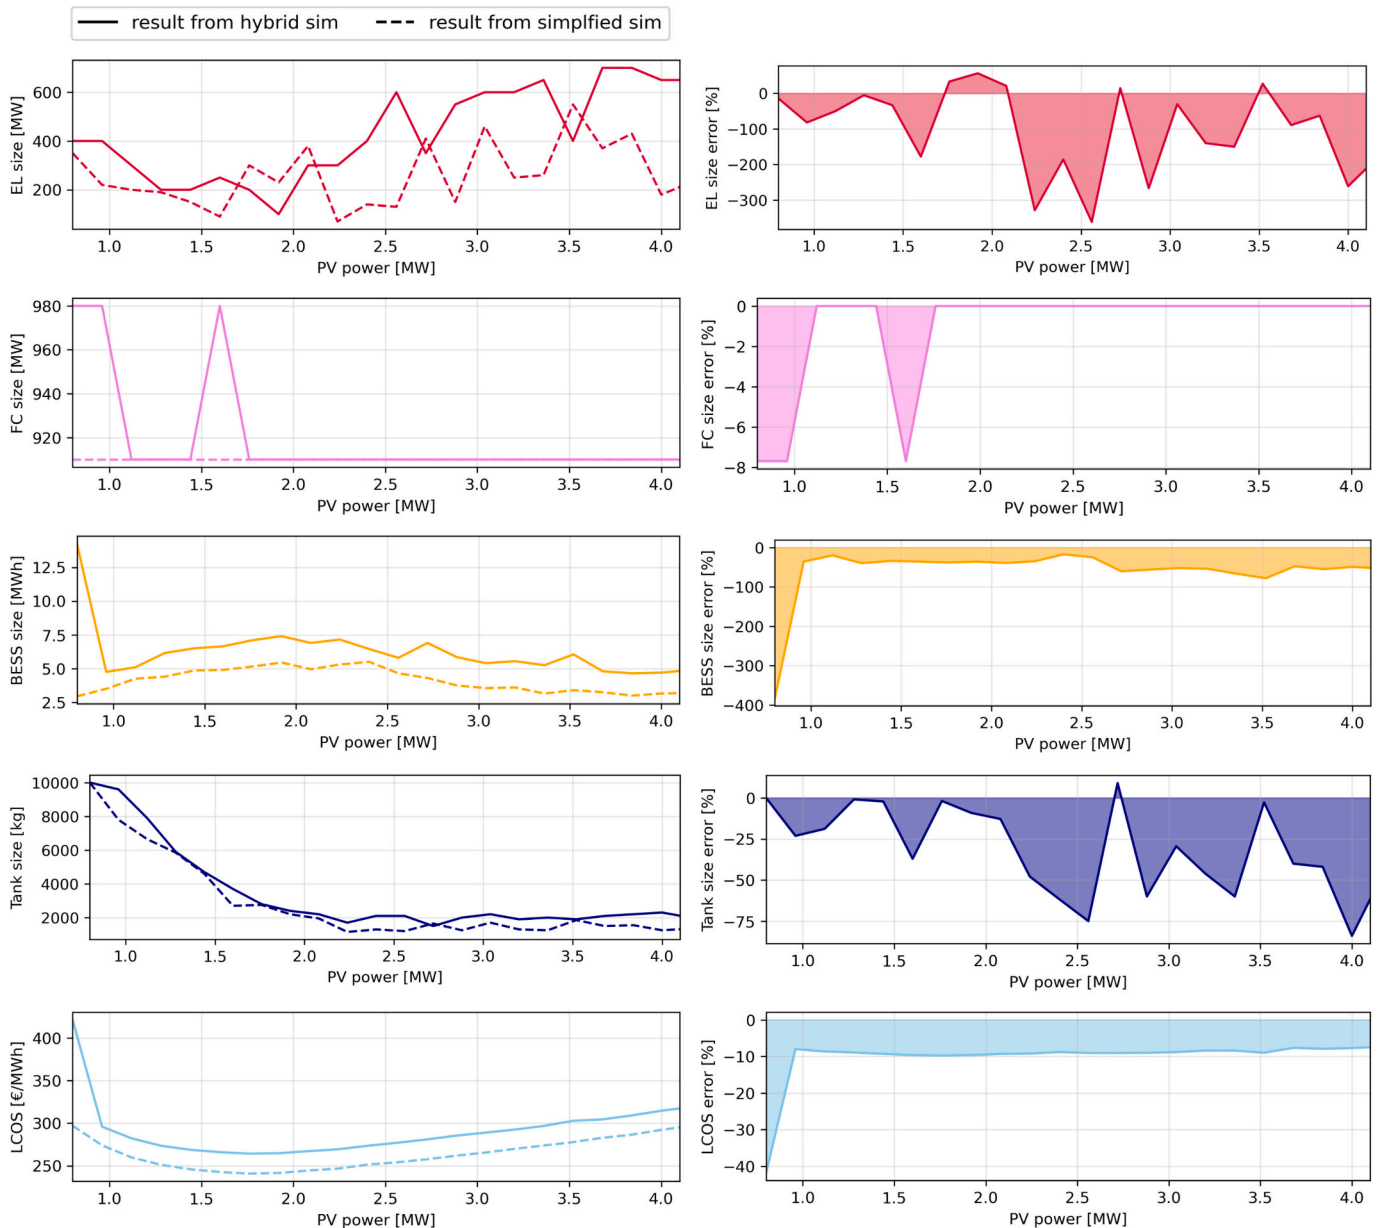 result from hybrid sim
result from simplfied sim
EL size [MW]
600
400
200
1.0 1.5 2.0 2.5 3.0 3.5 4.0
PV power [MW]
EL size error [%]
0
−100
−200
−300
1.0 1.5 2.0 2.5 3.0 3.5 4.0
PV power [MW]
FC size [MW]
980
960
940
920
1.0 1.5 2.0 2.5 3.0 3.5 4.0
PV power [MW]
FC size error [%]
0
−2
−4
−6
−8
1.0 1.5 2.0 2.5 3.0 3.5 4.0
PV power [MW]
BESS size [MWh]
12.5
10.0
7.5
5.0
2.5
1.0 1.5 2.0 2.5 3.0 3.5 4.0
PV power [MW]
BESS size error [%]
0
−100
−200
−300
−400
1.0 1.5 2.0 2.5 3.0 3.5 4.0
PV power [MW]
Tank size [kg]
10000
8000
6000
4000
2000
1.0 1.5 2.0 2.5 3.0 3.5 4.0
PV power [MW]
Tank size error [%]
0
−25
−50
−75
1.0 1.5 2.0 2.5 3.0 3.5 4.0
PV power [MW]
LCOS [€/MWh]
400
350
300
250
1.0 1.5 2.0 2.5 3.0 3.5 4.0
PV power [MW]
LCOS error [%]
0
−10
−20
−30
−40
1.0 1.5 2.0 2.5 3.0 3.5 4.0
PV power [MW]